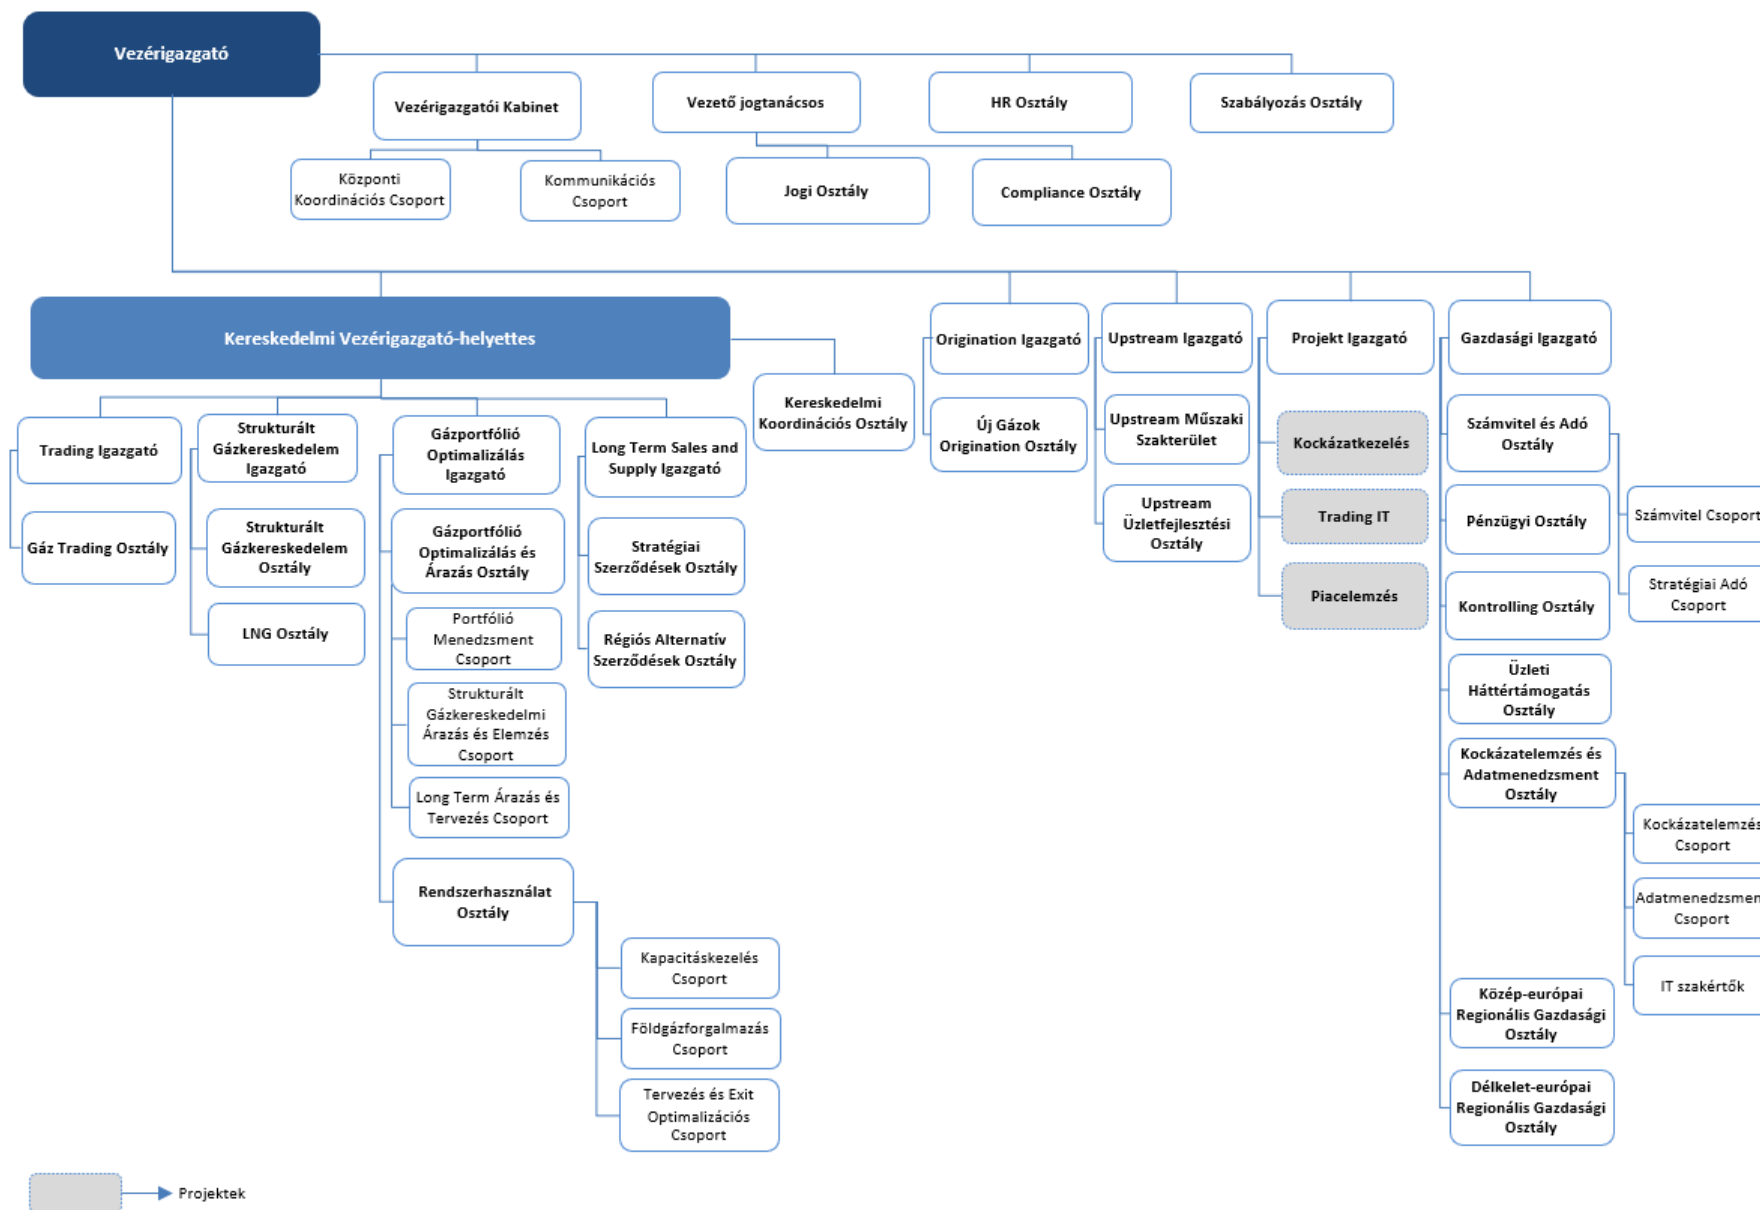 Vezérigazgató
Vezérigazgatói Kabinet
Vezető jogtanácsos
HR Osztály
Szabályozás Osztály
Központi
Koordinációs Csoport
Kommunikációs
Csoport
Jogi Osztály
Compliance Osztály
Kereskedelmi Vezérigazgató-helyettes
Origination Igazgató
Upstream Igazgató
Projekt Igazgató
Gazdasági Igazgató
Kereskedelmi
Koordinációs Osztály
Új Gázok
Origination Osztály
Upstream Műszaki
Szakterület
Upstream
Üzletfejlesztési
Osztály
Kockázatkezelés
Trading IT
Piacelemzés
Trading Igazgató
Gáz Trading Osztály
Strukturált
Gázkereskedelem
Igazgató
Strukturált
Gázkereskedelem
Osztály
LNG Osztály
Gázportfólió
Optimalizálás
Igazgató
Gázportfólió
Optimalizálás és
Árazás Osztály
Portfólió
Menedzsment
Csoport
Strukturált
Gázkereskedelmi
Árazás és Elemzés
Csoport
Long Term Árazás és
Tervezés Csoport
Rendszerhasználat
Osztály
Kapacitáskezelés
Csoport
Földgázforgalmazás
Csoport
Tervezés és Exit
Optimalizációs
Csoport
Long Term Sales and
Supply Igazgató
Stratégiai
Szerződések Osztály
Régiós Alternatív
Szerződések Osztály
Számvitel és Adó
Osztály
Számvitel Csoport
Stratégiai Adó
Csoport
Pénzügyi Osztály
Kontrolling Osztály
Üzleti
Háttértámogatás
Osztály
Kockázatelemzés és
Adatmenedzsment
Osztály
Kockázatelemzés
Csoport
Adatmenedzsmen
Csoport
IT szakértők
Közép-európai
Regionális Gazdasági
Osztály
Délkelet-európai
Regionális Gazdasági
Osztály
Projektek